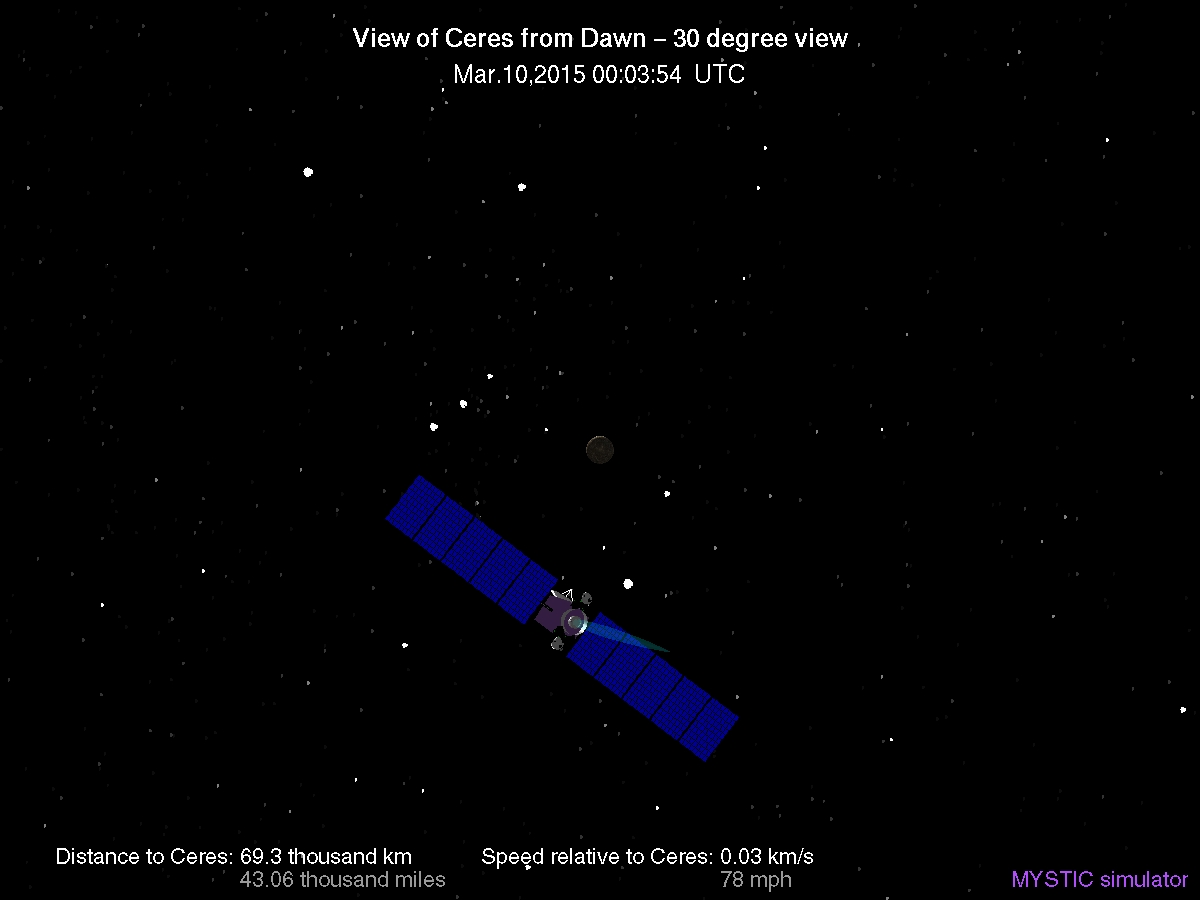 View of Ceres from Dawn – 30 degree view
Mar.10,2015 00:03:54 UTC
Distance to Ceres: 69.3 thousand km
43.06 thousand miles
Speed relative to Ceres: 0.03 km/s
78 mph
MYSTIC simulator